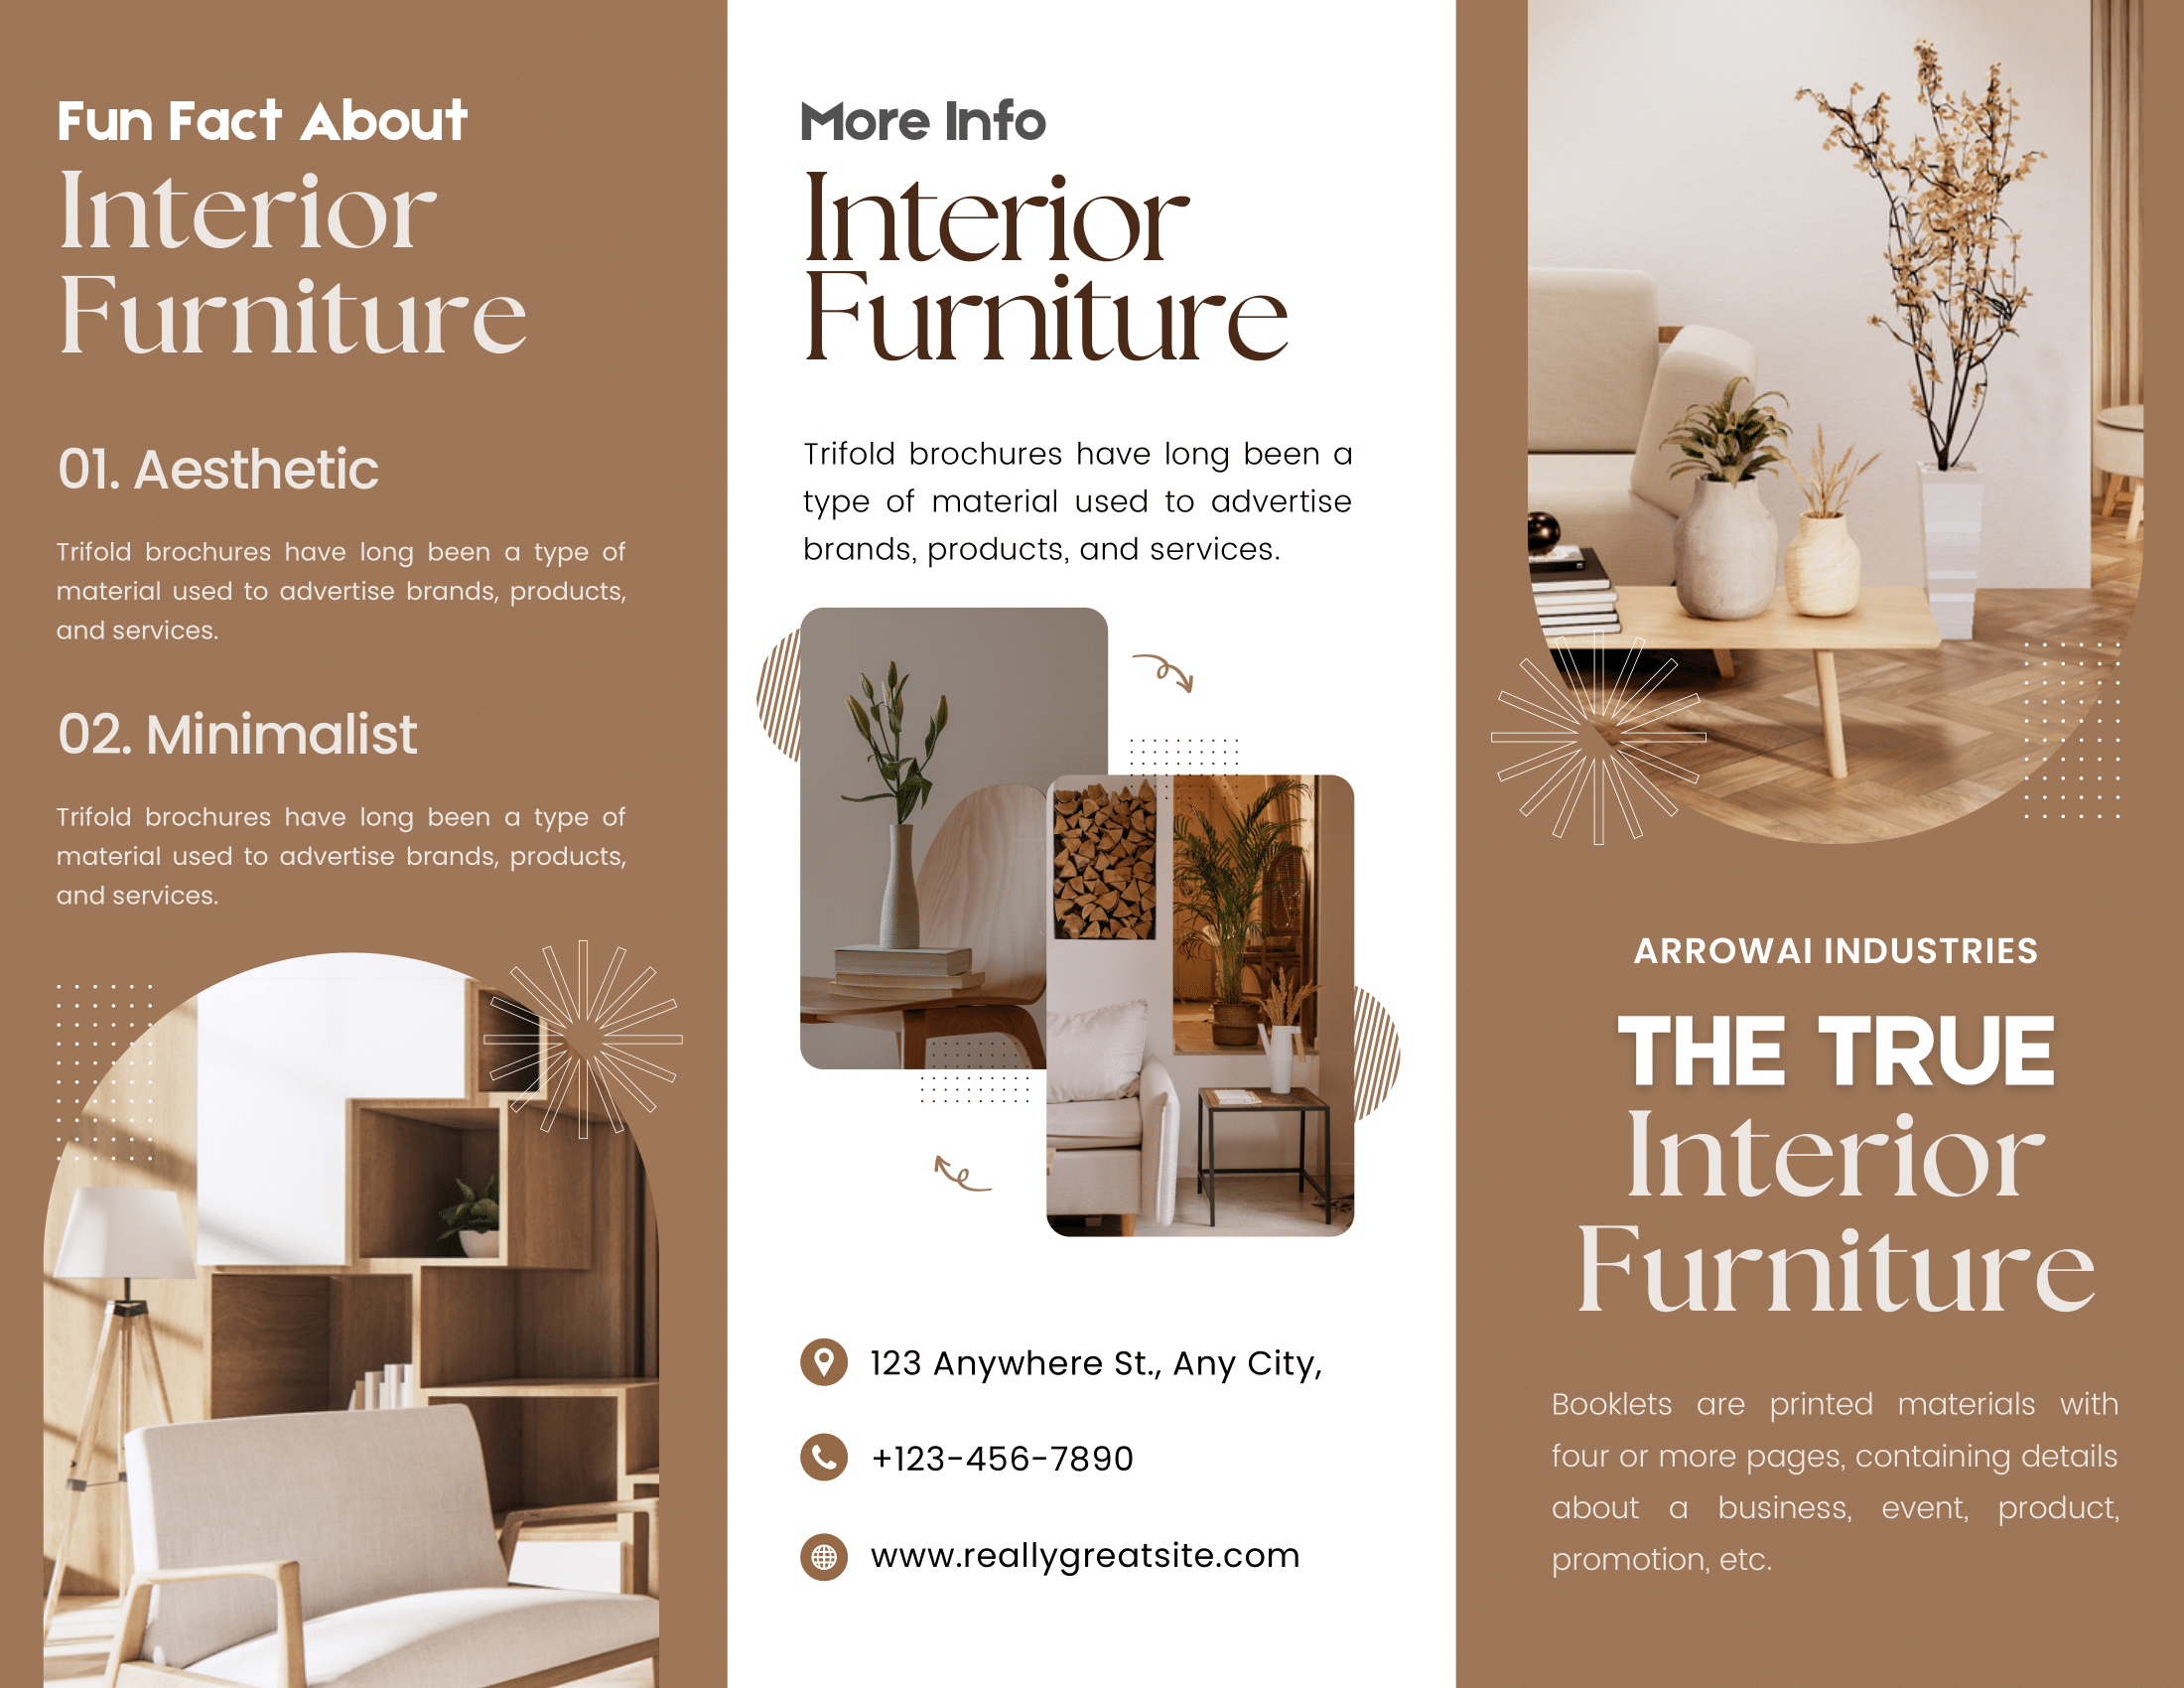 Fun Fact About
Interior
Furniture
01. Aesthetic
Trifold brochures have long been a type of
material used to advertise brands, products,
and services.
02. Minimalist
Trifold brochures have long been a type of
material used to advertise brands, products,
and services.
More Info
Interior
Furniture
Trifold brochures have long been a
type of material used to advertise
brands, products, and services.
123 Anywhere St., Any City,
+123-456-7890
www.reallygreatsite.com
ARROWAI INDUSTRIES
THE TRUE
Interior
Furniture
Booklets are printed materials with
four or more pages, containing details
about a business, event, product,
promotion, etc.